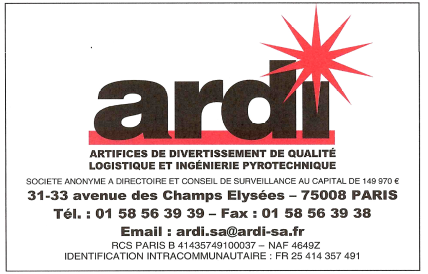 ardi
ARTIFICES DE DIVERTISSEMENT DE QUALITÉ
LOGISTIQUE ET INGÉNIERIE PYROTECHNIQUE
SOCIETE ANONYME A DIRECTOIRE ET CONSEIL DE SURVEILLANCE AU CAPITAL DE 149 970 €
31-33 avenue des Champs Elysées – 75008 PARIS
Tél. : 01 58 56 39 39 – Fax : 01 58 56 39 38
Email : ardi.sa@ardi-sa.fr
RCS PARIS B 41435749100037 – NAF 4649Z
IDENTIFICATION INTRACOMMUNAUTAIRE : FR 25 414 357 491